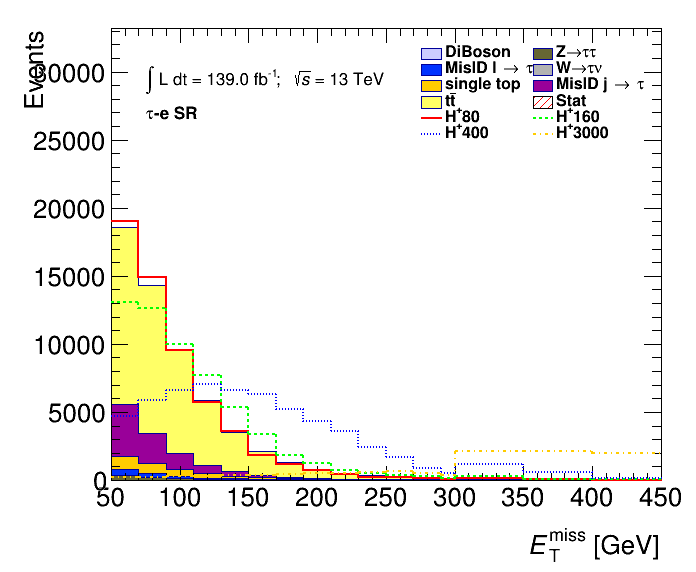 Events
∫ L dt = 139.0 fb⁻¹; √s = 13 TeV
τ-e SR
DiBoson
Z→ττ
MisID l → τ
W→τν
single top
MisID j → τ
tt̄
Stat
H⁺80
H⁺160
H⁺400
H⁺3000
30000
25000
20000
15000
10000
5000
0
50 100 150 200 250 300 350 400 450
E_T^miss [GeV]